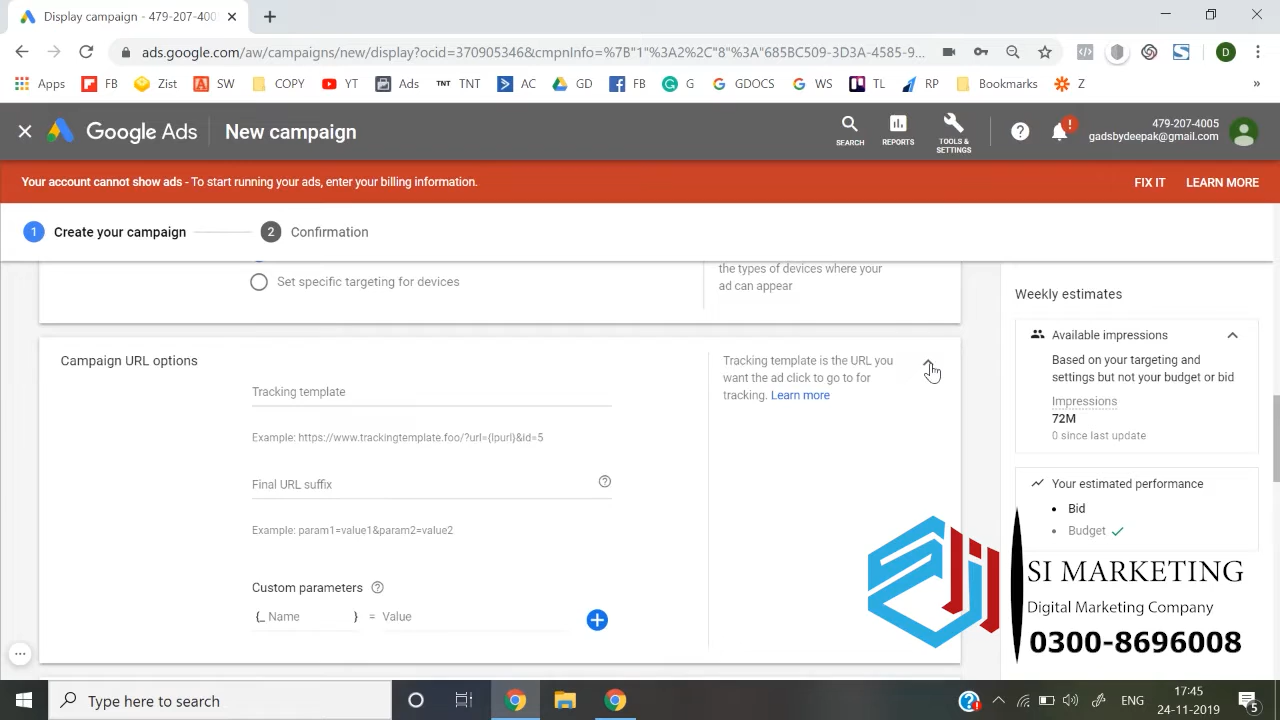 Display campaign - 479-207-400
ads.google.com/aw/campaigns/new/display?ocid=370905346&cmpnInfo=%7B"1"%3A2%2C"8"%3A"685BC509-3D3A-4585-9...
D
Apps FB Zist SW COPY YT Ads TNT TNT AC GD FB G GDOCS WS TL RP Bookmarks Z »
Google Ads New campaign
SEARCH
REPORTS
TOOLS &
SETTINGS
479-207-4005
gadsbydeepak@gmail.com
Your account cannot show ads - To start running your ads, enter your billing information.
FIX IT LEARN MORE
1 Create your campaign 2 Confirmation
Set specific targeting for devices
the types of devices where your
ad can appear
Campaign URL options
Tracking template
Example: https://www.trackingtemplate.foo/?url={lpurl}&id=5
Final URL suffix
Example: param1=value1&param2=value2
Custom parameters
{_ Name } = Value
Tracking template is the URL you
want the ad click to go to for
tracking. Learn more
Weekly estimates
Available impressions
Based on your targeting and
settings but not your budget or bid
Impressions
72M
0 since last update
Your estimated performance
• Bid
• Budget
SI MARKETING
Digital Marketing Company
0300-8696008
Type here to search
ENG
17:45
24-11-2019
5